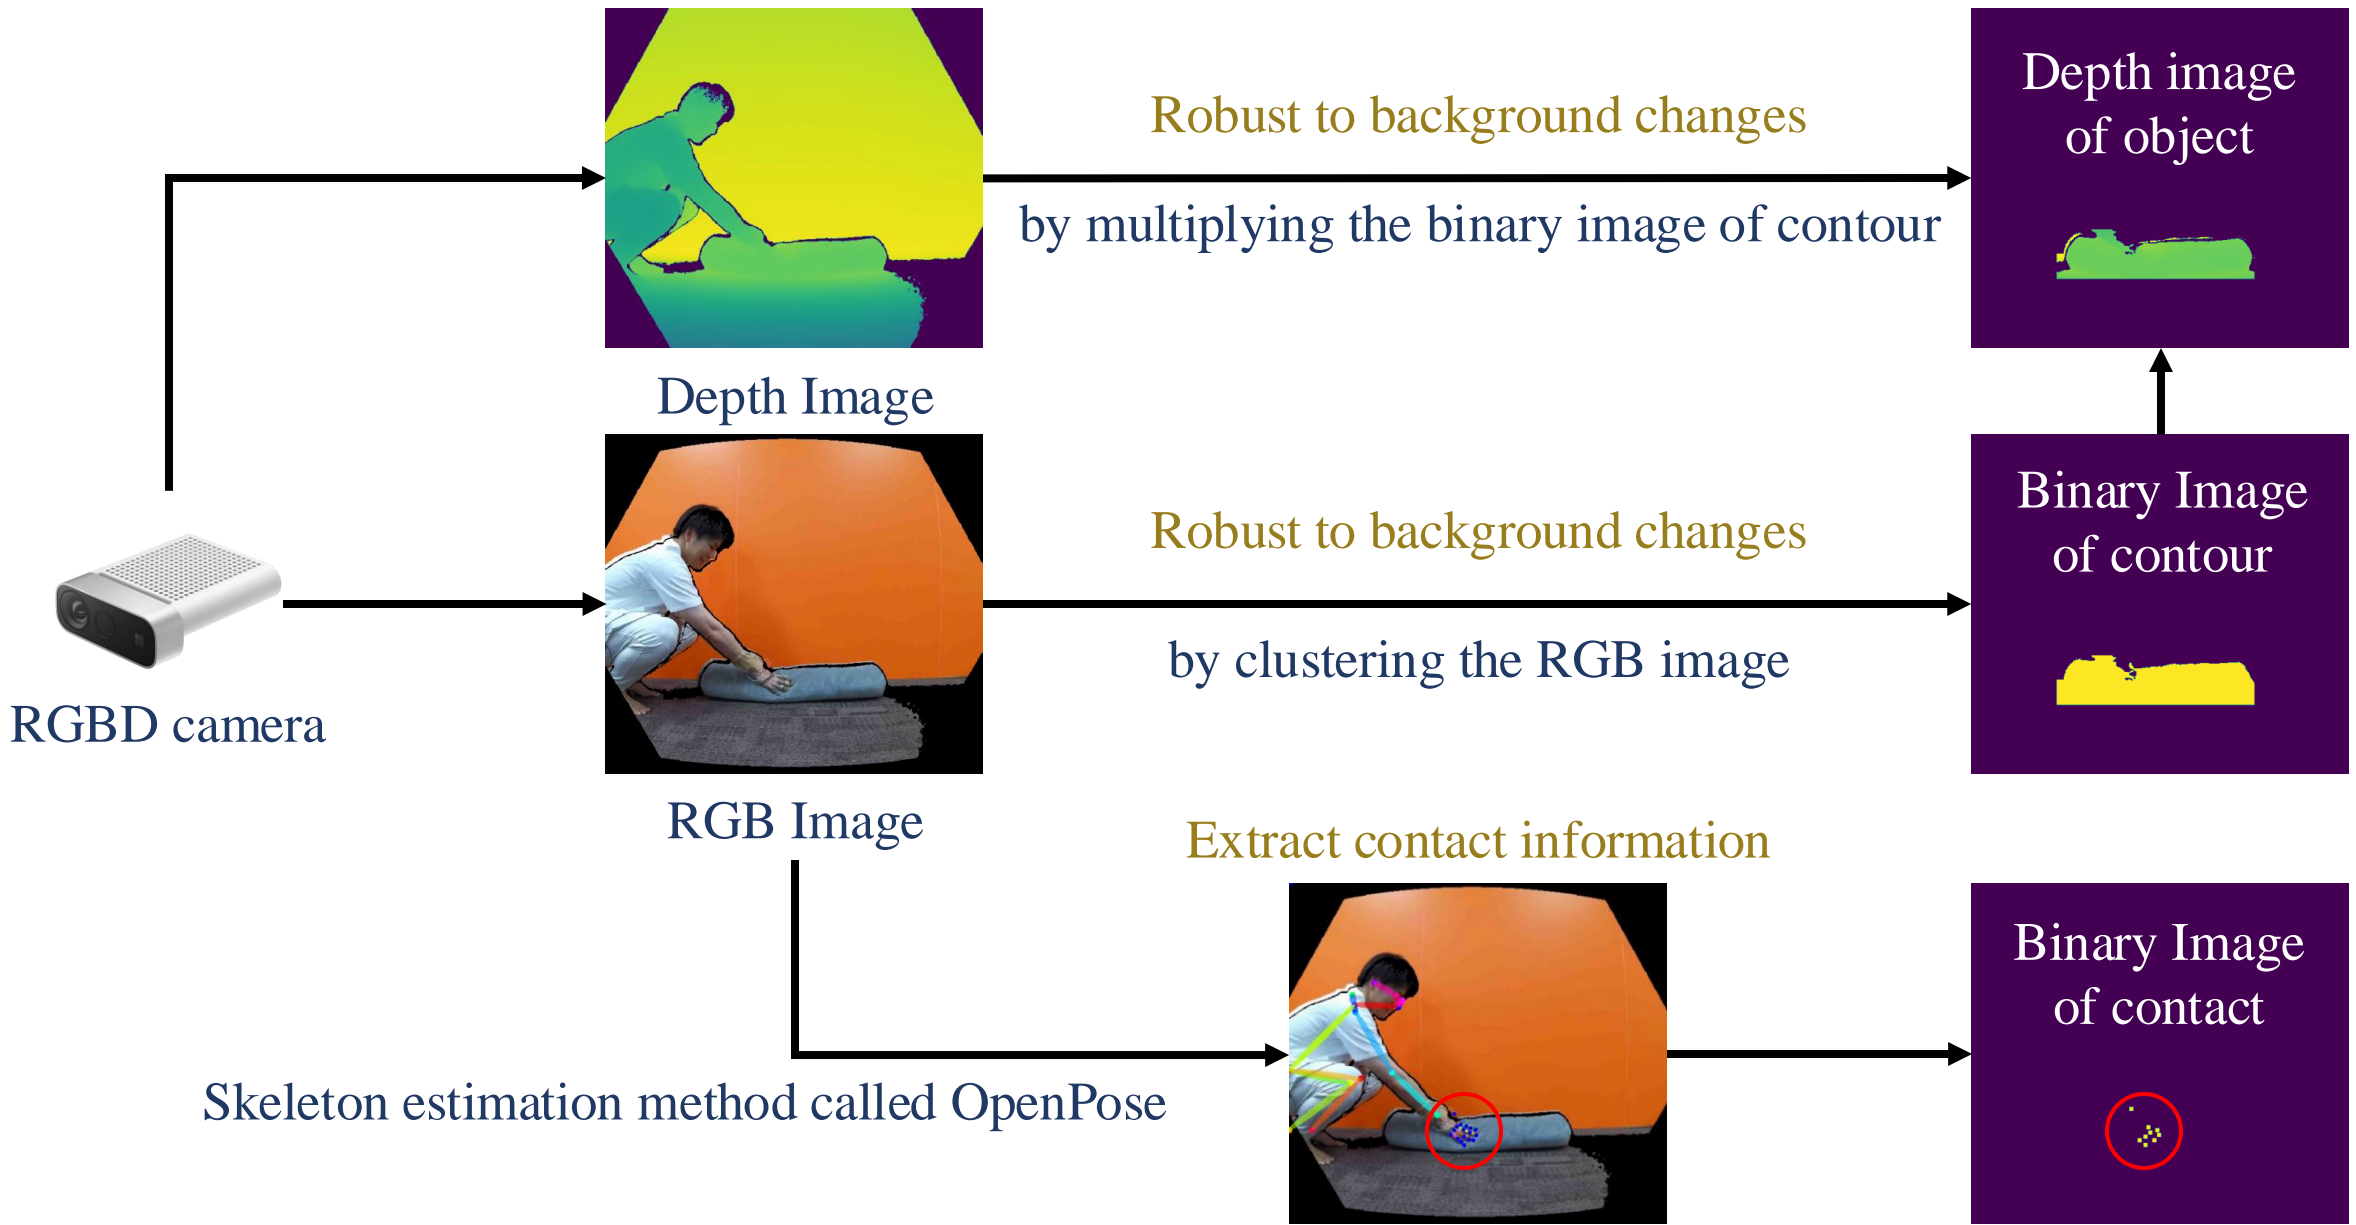 Depth image
of object
Robust to background changes
by multiplying the binary image of contour
Depth Image
Binary Image
of contour
Robust to background changes
by clustering the RGB image
RGBD camera
RGB Image
Extract contact information
Binary Image
of contact
Skeleton estimation method called OpenPose